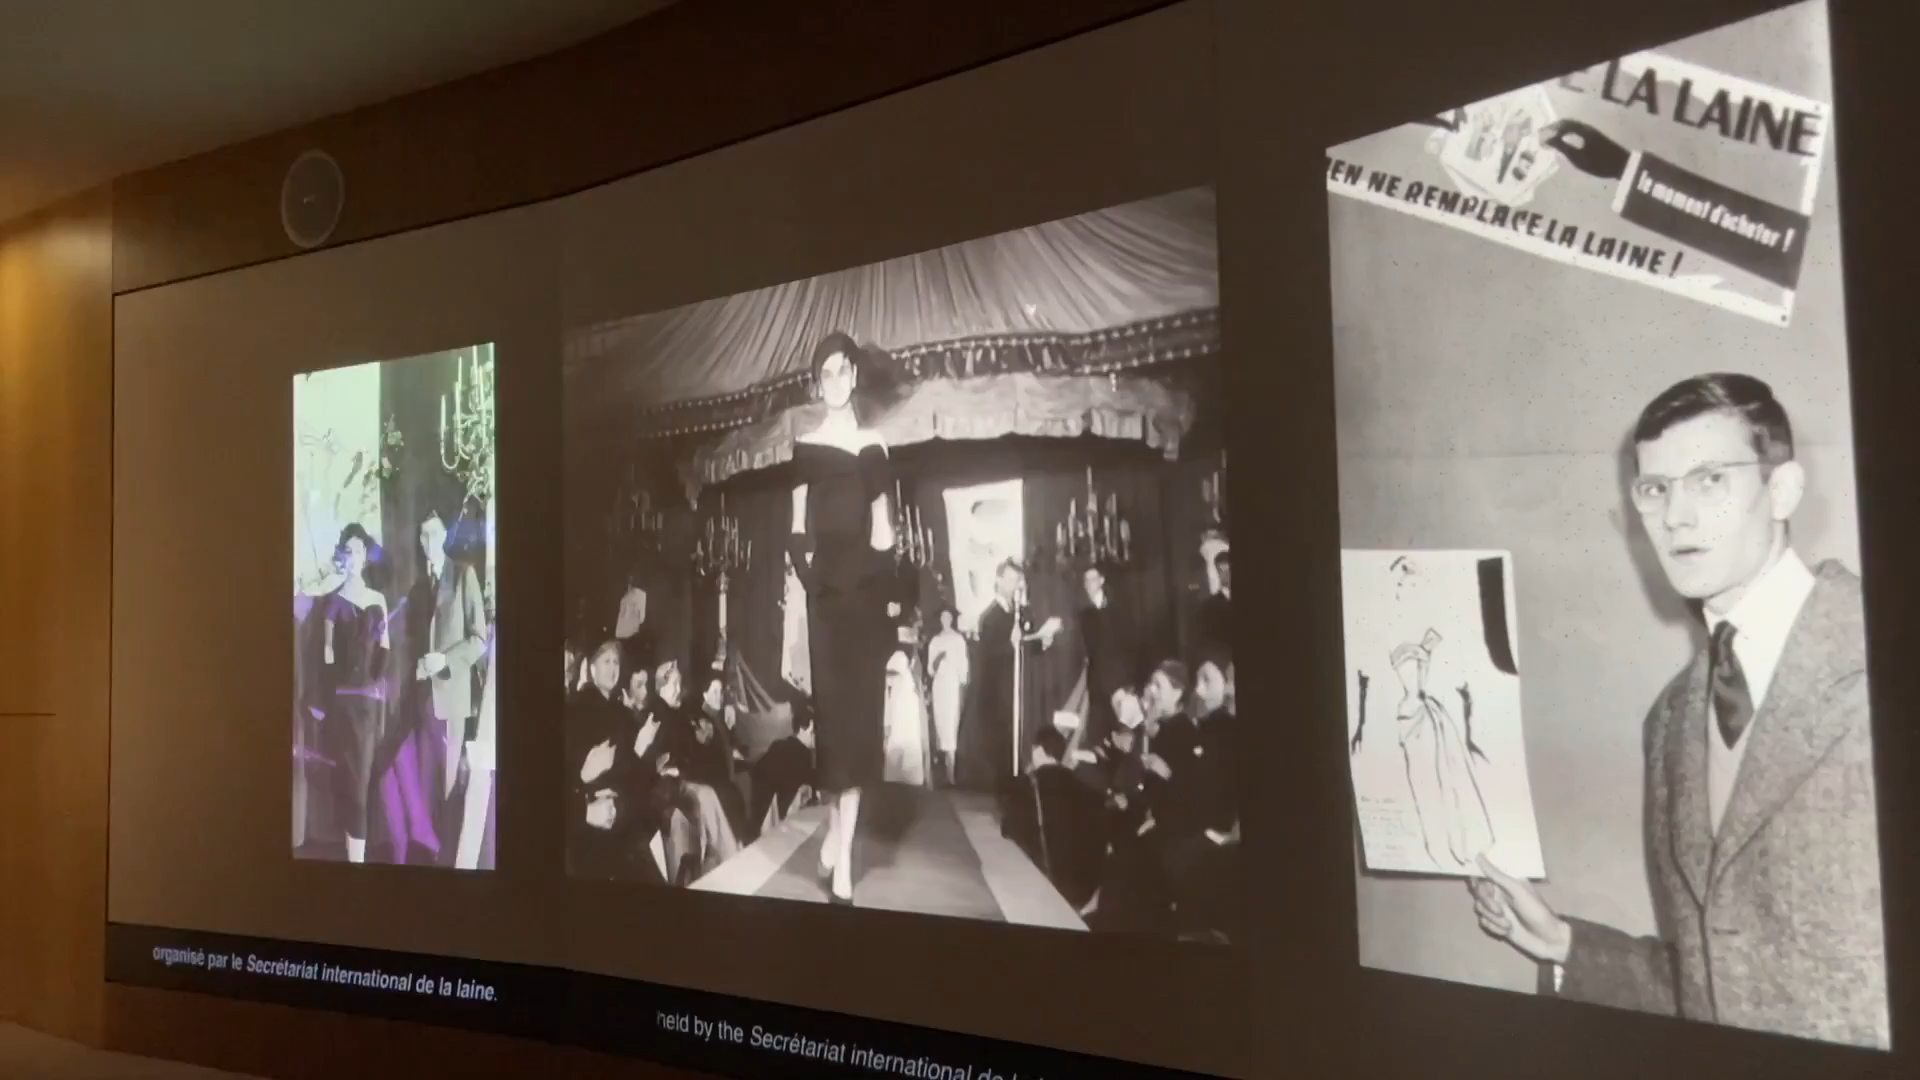 LA LAINE
le moment d'acheter !
EN NE REMPLACE LA LAINE !
organisé par le Secrétariat international de la laine.
held by the Secrétariat international de